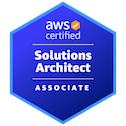 aws
certified
Solutions
Architect
ASSOCIATE